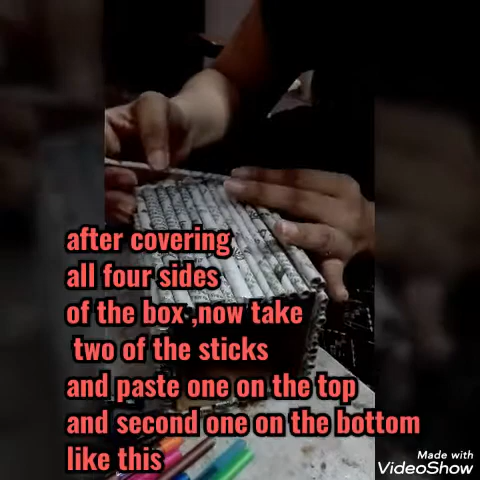 after covering
all four sides
of the box ,now take
two of the sticks
and paste one on the top
and second one on the bottom
like this
Made with
VideoShow